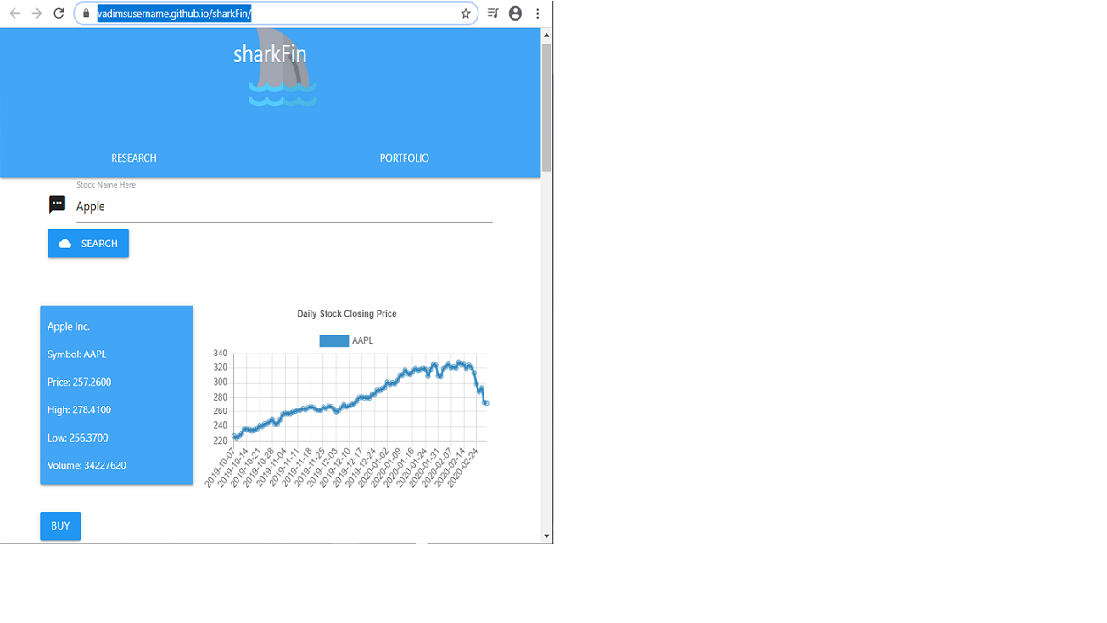 vadimsusername.github.io/sharkFin/
sharkFin
RESEARCH PORTFOLIO
Stock Name Here
Apple
SEARCH
Apple Inc.
Symbol: AAPL
Price: 257.2600
High: 278.4100
Low: 256.3700
Volume: 34227620
Daily Stock Closing Price
AAPL
340
320
300
280
260
240
220
2019-10-07 2019-10-14 2019-10-21 2019-10-28 2019-11-04 2019-11-11 2019-11-18 2019-11-25 2019-12-03 2019-12-10 2019-12-17 2019-12-24 2020-01-02 2020-01-09 2020-01-16 2020-01-24 2020-01-31 2020-02-07 2020-02-14 2020-02-24
BUY